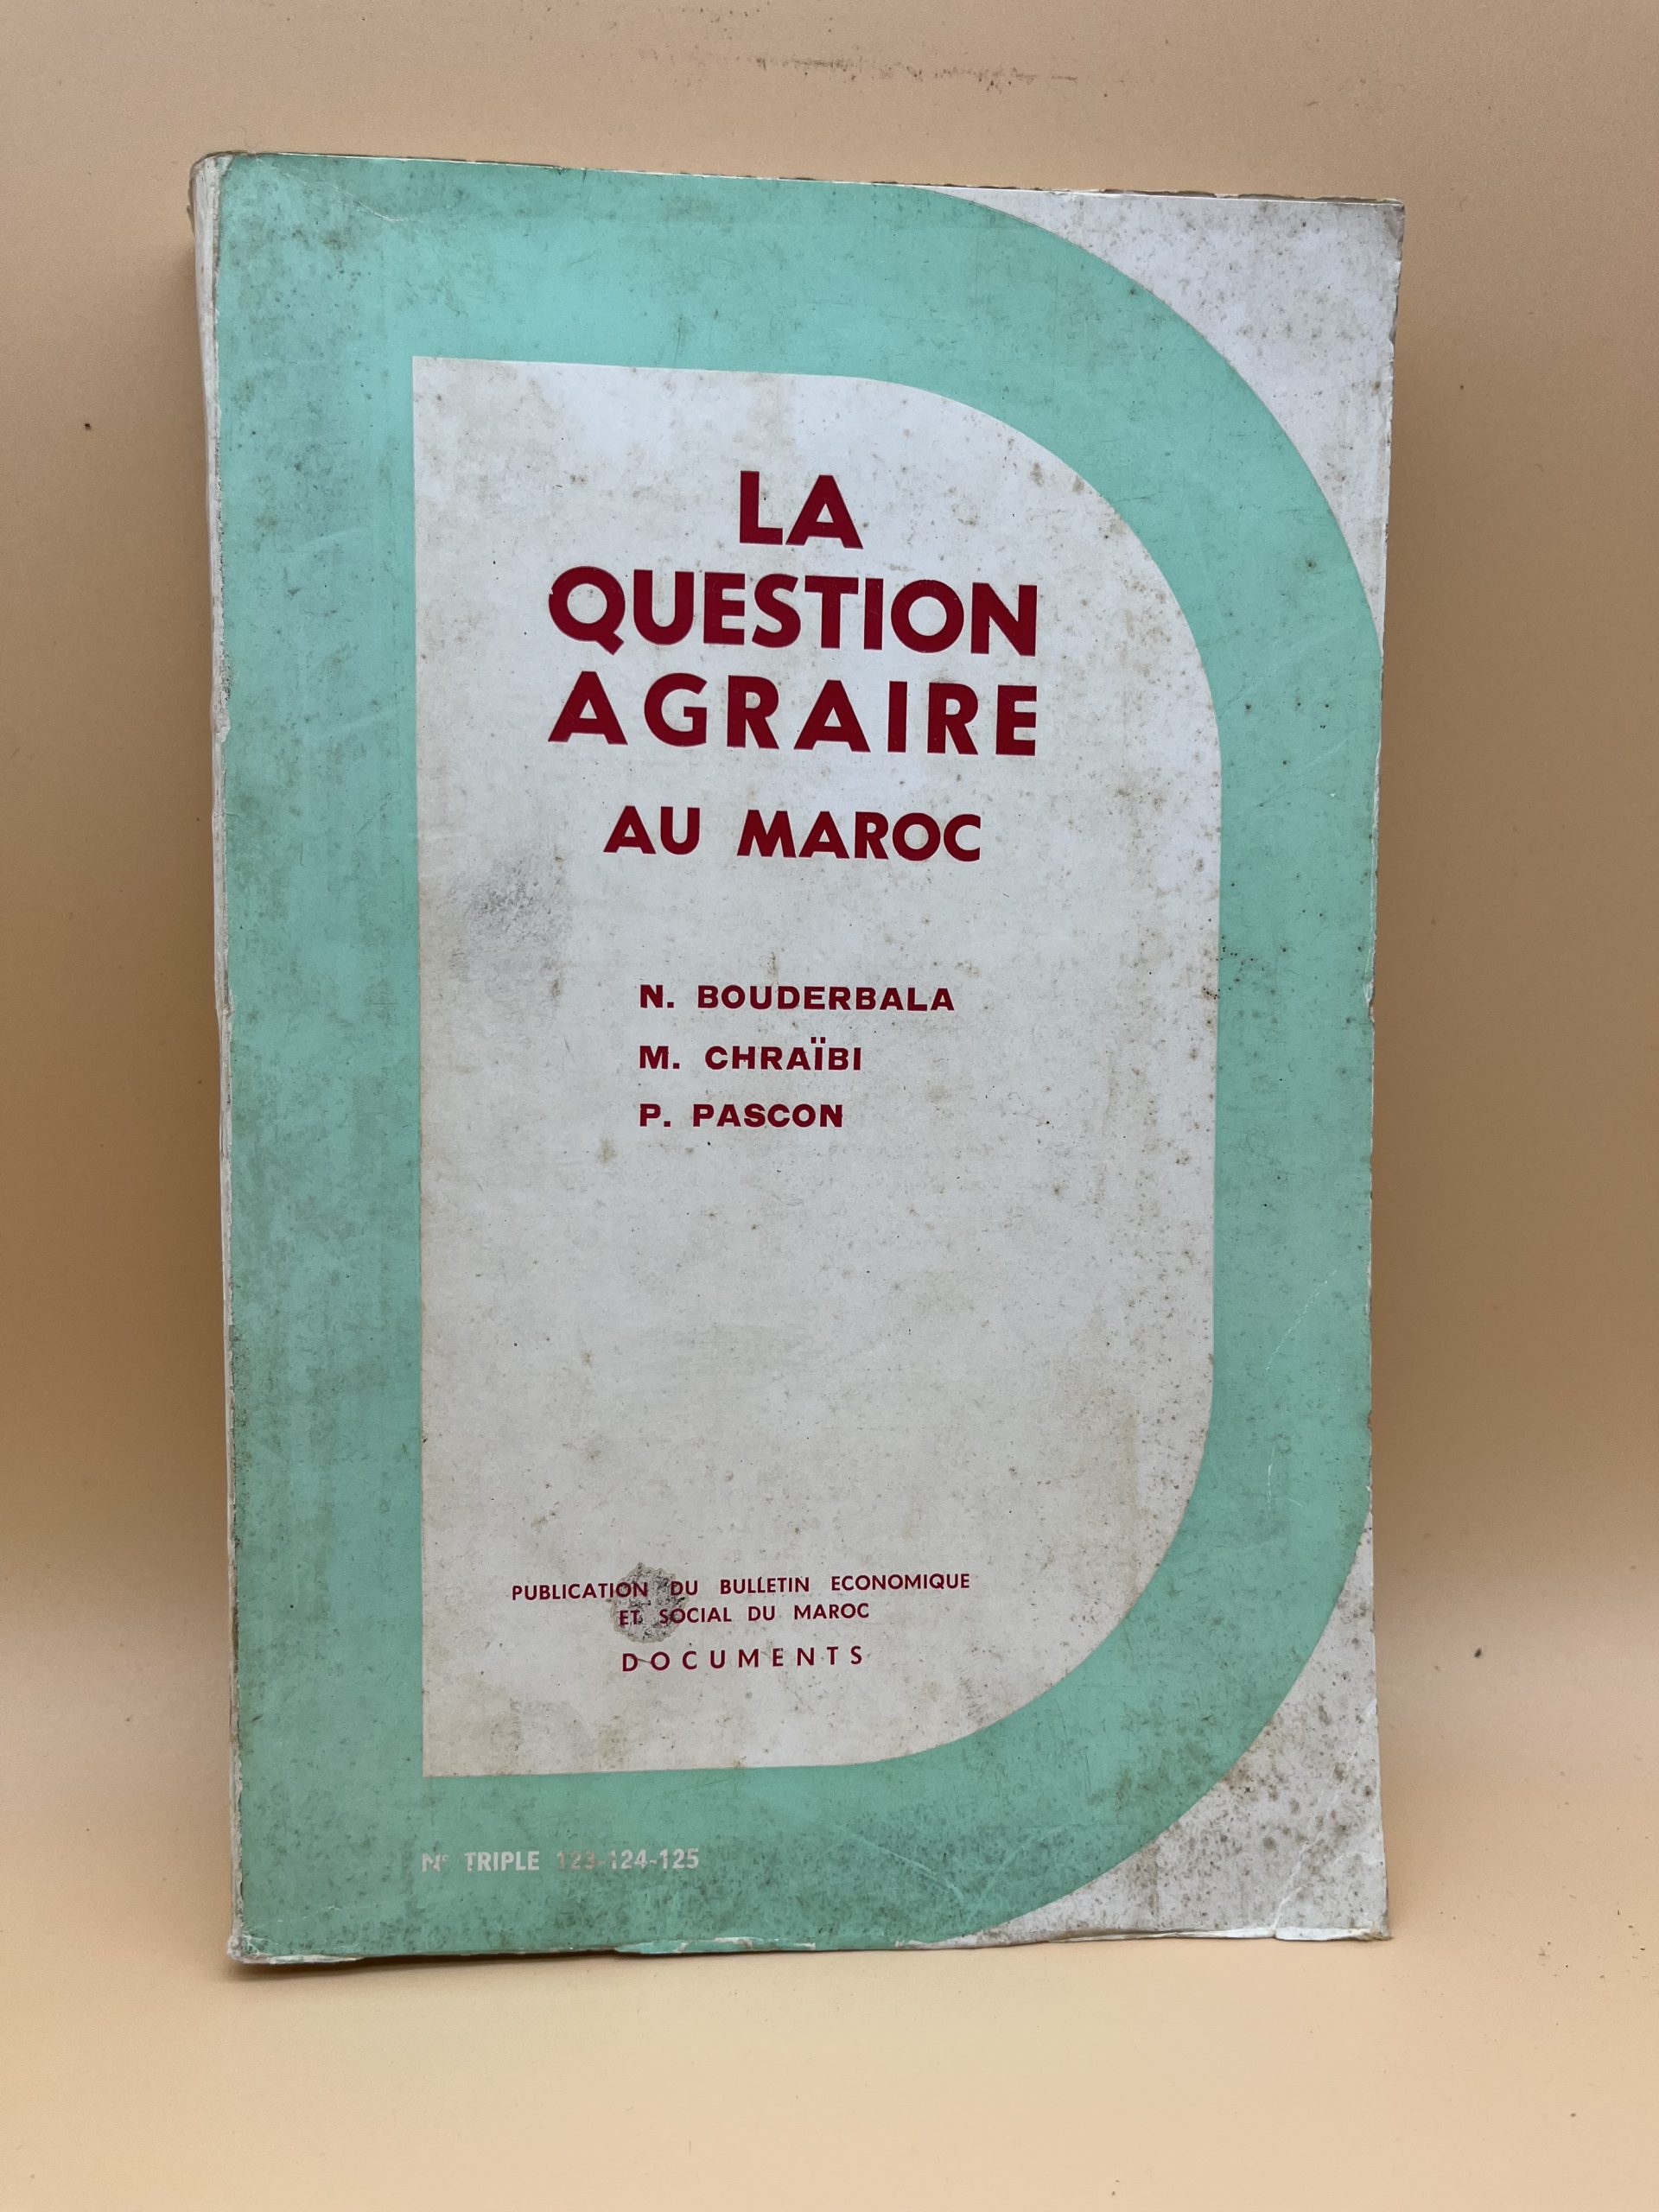 LA
QUESTION
AGRAIRE
AU MAROC
N. BOUDERBALA
M. CHRAÏBI
P. PASCON
PUBLICATION DU BULLETIN ECONOMIQUE
ET SOCIAL DU MAROC
DOCUMENTS
N° TRIPLE 123-124-125